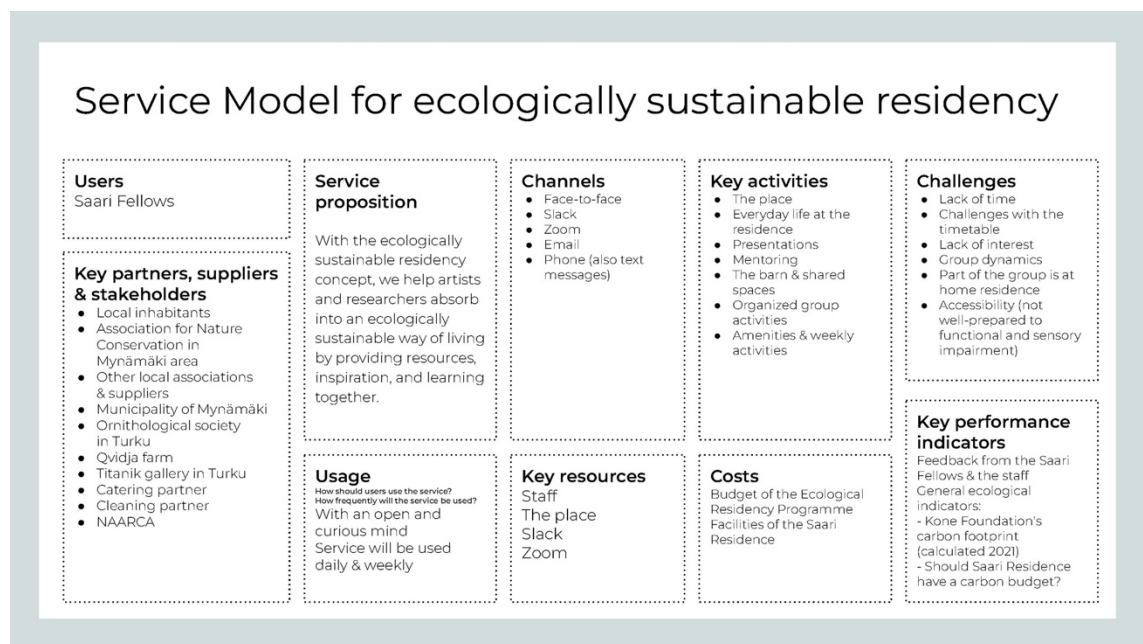 Service Model for ecologically sustainable residency
Users
Saari Fellows
Key partners, suppliers
& stakeholders
● Local inhabitants
● Association for Nature
Conservation in
Mynämäki area
● Other local associations
& suppliers
● Municipality of Mynämäki
● Ornithological society
in Turku
● Qvidja farm
● Titanik gallery in Turku
● Catering partner
● Cleaning partner
● NAARCA
Service
proposition
With the ecologically
sustainable residency
concept, we help artists
and researchers absorb
into an ecologically
sustainable way of living
by providing resources,
inspiration, and learning
together.
Usage
How should users use the service?
How frequently will the service be used?
With an open and
curious mind
Service will be used
daily & weekly
Channels
● Face-to-face
● Slack
● Zoom
● Email
● Phone (also text
messages)
Key resources
Staff
The place
Slack
Zoom
Key activities
● The place
● Everyday life at the
residence
● Presentations
● Mentoring
● The barn & shared
spaces
● Organized group
activities
● Amenities & weekly
activities
Costs
Budget of the Ecological
Residency Programme
Facilities of the Saari
Residence
Challenges
● Lack of time
● Challenges with the
timetable
● Lack of interest
● Group dynamics
● Part of the group is at
home residence
● Accessibility (not
well-prepared to
functional and sensory
impairment)
Key performance
indicators
Feedback from the Saari
Fellows & the staff
General ecological
indicators:
- Kone Foundation's
carbon footprint
(calculated 2021)
- Should Saari Residence
have a carbon budget?